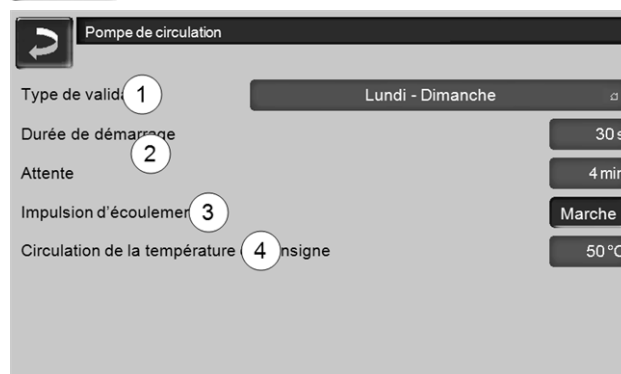 Pompe de circulation
Type de valida 1 Lundi - Dimanche
Durée de démarrage 30 s
2
Attente 4 min
Impulsion d'écoulement 3 Marche
Circulation de la température 4 nsigne 50 °C